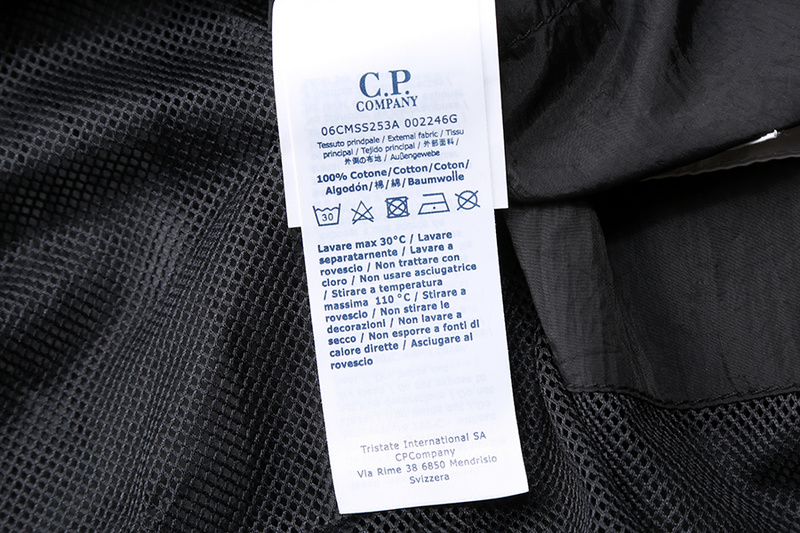 C.P.
COMPANY
06CMSS253A 002246G
Tessuto princlpale / External fabric / Tissu
principal / Tejido principal / 外部面料 /
外側の布地 / Außengewebe
100% Cotone/Cotton/Coton/
Algodón/棉/綿/Baumwolle
30
Lavare max 30°C / Lavare
separatarnente / Lavare a
rovescio / Non trattare con
cloro / Non usare asciugatrice
/ Stirare a temperatura
massima 110 °C / Stirare a
rovescio / Non stirare le
decorazioni / Non lavare a
secco / Non esporre a fonti di
calore dirette / Asciugare al
rovescio
Tristate International SA
CPCompany
Via Rime 38 6850 Mendrisio
Svizzera